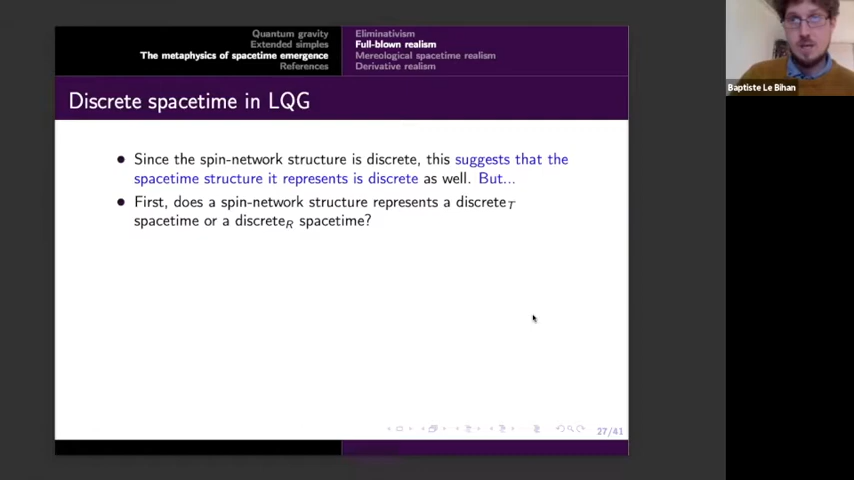 Quantum gravity
Extended simples
The metaphysics of spacetime emergence
References
Eliminativism
Full-blown realism
Mereological spacetime realism
Derivative realism
Discrete spacetime in LQG
• Since the spin-network structure is discrete, this suggests that the
spacetime structure it represents is discrete as well. But...
• First, does a spin-network structure represents a discrete_T
spacetime or a discrete_R spacetime?
27/41
Baptiste Le Bihan